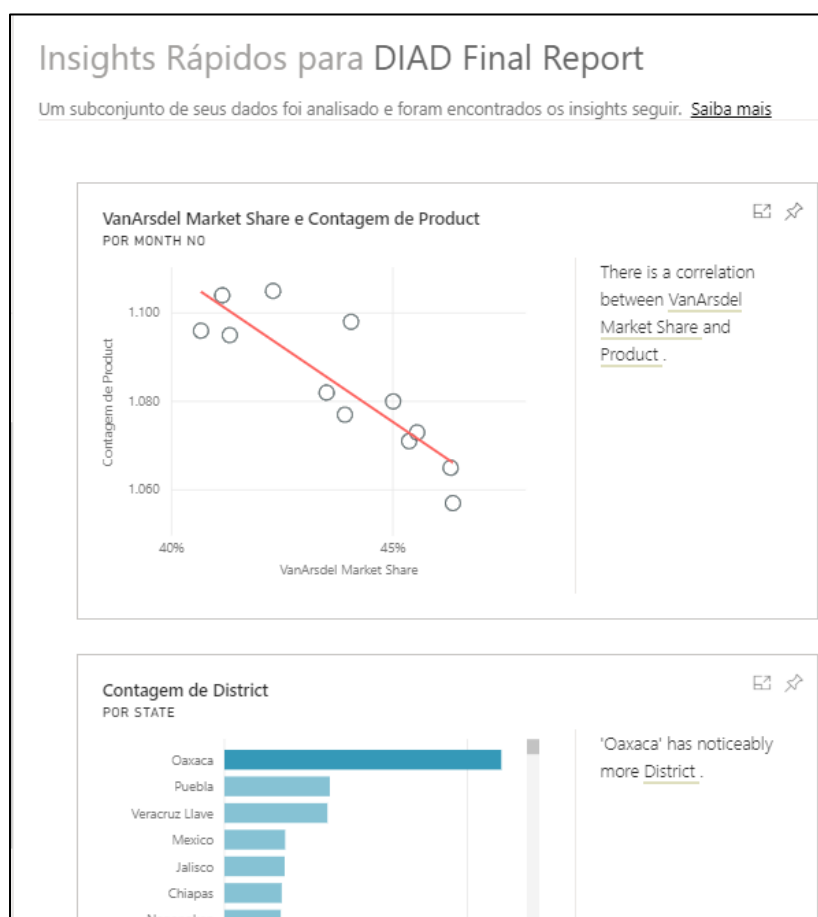 Insights Rápidos para DIAD Final Report
Um subconjunto de seus dados foi analisado e foram encontrados os insights seguir. Saiba mais
VanArsdel Market Share e Contagem de Product
POR MONTH NO
There is a correlation
between VanArsdel
Market Share and
Product .
Contagem de Product
1.100
1.080
1.060
40%
45%
VanArsdel Market Share
Contagem de District
POR STATE
'Oaxaca' has noticeably
more District .
Oaxaca
Puebla
Veracruz Llave
Mexico
Jalisco
Chiapas